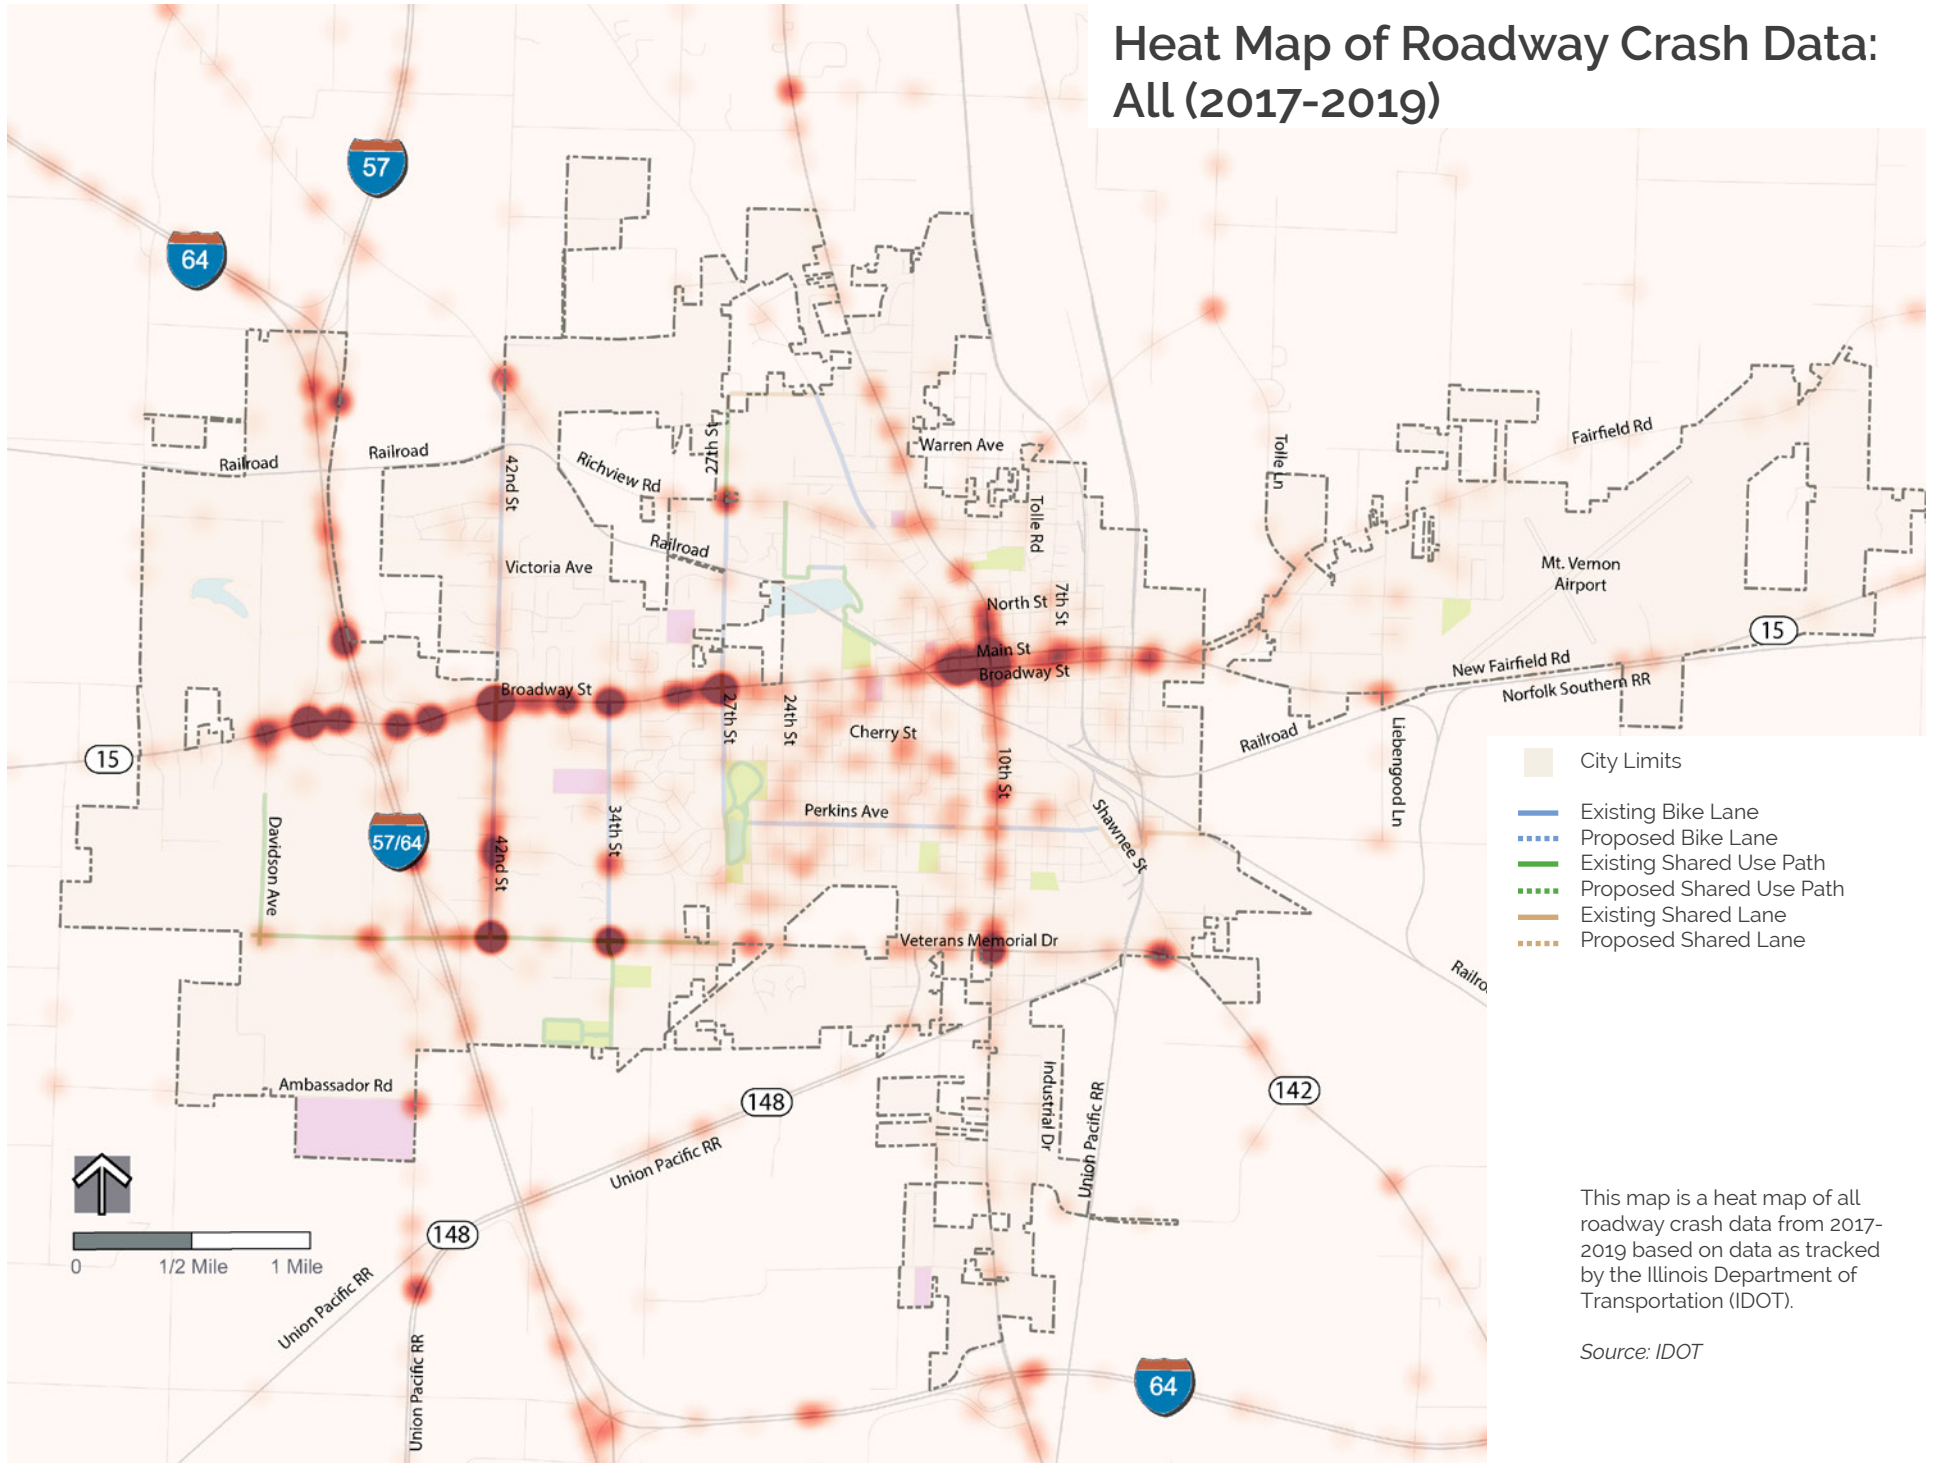 Heat Map of Roadway Crash Data:
All (2017-2019)
57
64
Railroad
Railroad
42nd St
Richview Rd
27th St
Railroad
Victoria Ave
Warren Ave
Tolle Rd
Tolle Ln
Fairfield Rd
Mt. Vernon
Airport
15
North St
7th St
Main St
Broadway St
Broadway St
New Fairfield Rd
Norfolk Southern RR
27th St
24th St
Cherry St
10th St
Railroad
Liebengood Ln
15
57/64
Davidson Ave
42nd St
34th St
Perkins Ave
Shawnee St
Veterans Memorial Dr
Railro
City Limits
Existing Bike Lane
Proposed Bike Lane
Existing Shared Use Path
Proposed Shared Use Path
Existing Shared Lane
Proposed Shared Lane
Ambassador Rd
148
Union Pacific RR
Industrial Dr
Union Pacific RR
142
148
0 1/2 Mile 1 Mile
Union Pacific RR
Union Pacific RR
64
This map is a heat map of all
roadway crash data from 2017-
2019 based on data as tracked
by the Illinois Department of
Transportation (IDOT).
Source: IDOT